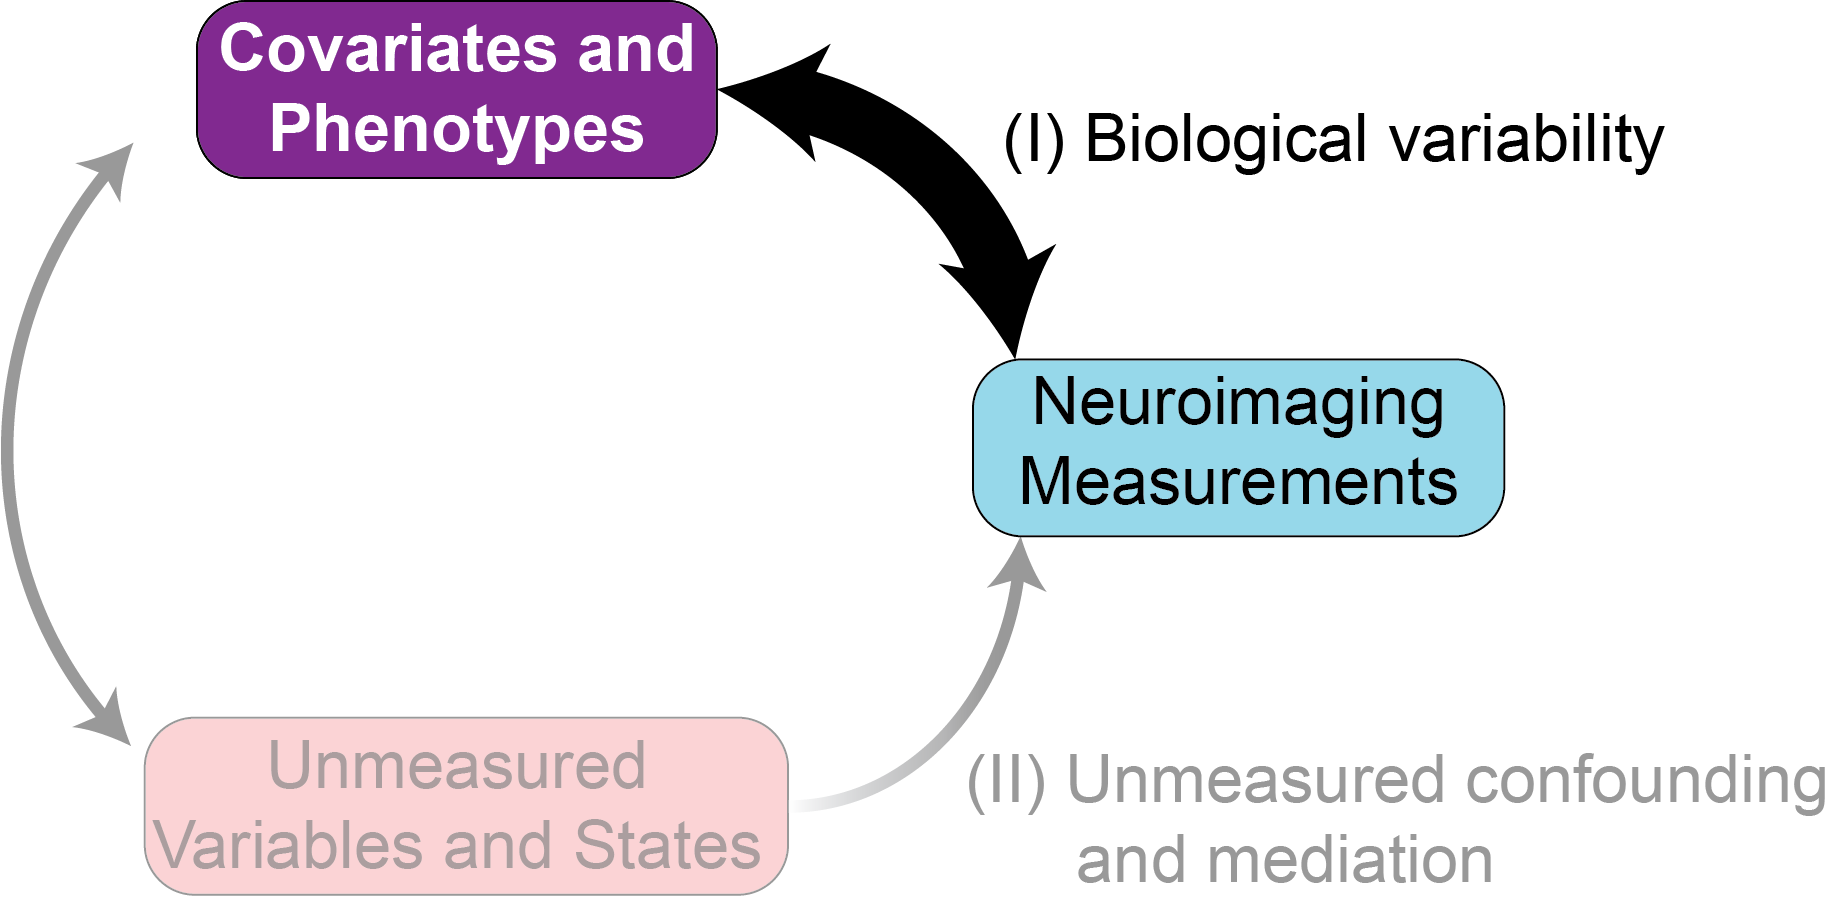 Covariates and
Phenotypes
(I) Biological variability
Neuroimaging
Measurements
Unmeasured
Variables and States
(II) Unmeasured confounding
and mediation